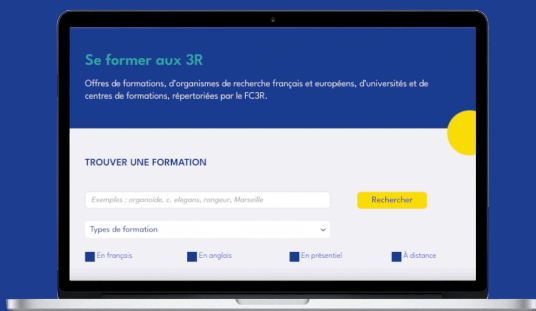 Se former aux 3R
Offres de formations, d'organismes de recherche français et européens, d'universités et de
centres de formations, répertoriées par le FC3R.
TROUVER UNE FORMATION
Exemples : organoïde, c. elegans, rongeur, Marseille
Rechercher
Types de formation
En français
En anglais
En présentiel
À distance